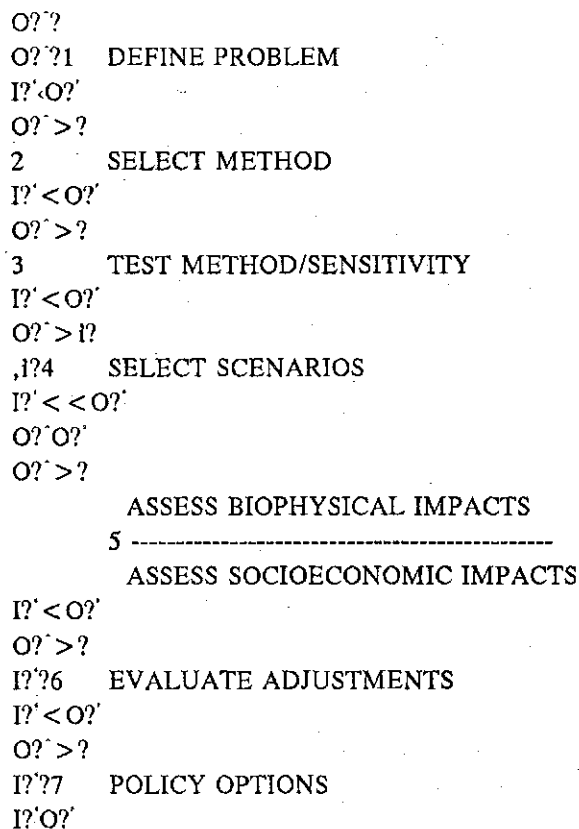 O?ˆ?
O?ˆ?1 DEFINE PROBLEM
I?‘<O?’
O?ˆ>?
2 SELECT METHOD
I?‘<O?’
O?ˆ>?
3 TEST METHOD/SENSITIVITY
I?‘<O?’
O?ˆ>i?
,i?4 SELECT SCENARIOS
I?‘< <O?ˆ
O?ˆO?’
O?ˆ>?
ASSESS BIOPHYSICAL IMPACTS
5 ----------------------------------------------
ASSESS SOCIOECONOMIC IMPACTS
I?‘<O?’
O?ˆ>?
I?‘?6 EVALUATE ADJUSTMENTS
I?‘<O?’
O?ˆ>?
I?‘?7 POLICY OPTIONS
I?‘O?’